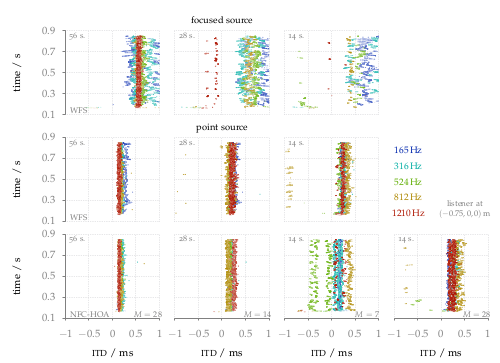 focused source
0.9
0.7
0.5
0.3
0.1
time / s
56 s.
WFS
28 s.
14 s.
point source
0.9
0.7
0.5
0.3
0.1
time / s
56 s.
WFS
28 s.
14 s.
165 Hz
316 Hz
524 Hz
812 Hz
1210 Hz
listener at
(−0.75, 0, 0) m
0.9
0.7
0.5
0.3
0.1
time / s
56 s.
NFC-HOA
M = 28
28 s.
M = 14
14 s.
M = 7
14 s.
M = 28
−1 −0.5 0 0.5 1
−1 −0.5 0 0.5 1
−1 −0.5 0 0.5 1
−1 −0.5 0 0.5 1
ITD / ms
ITD / ms
ITD / ms
ITD / ms